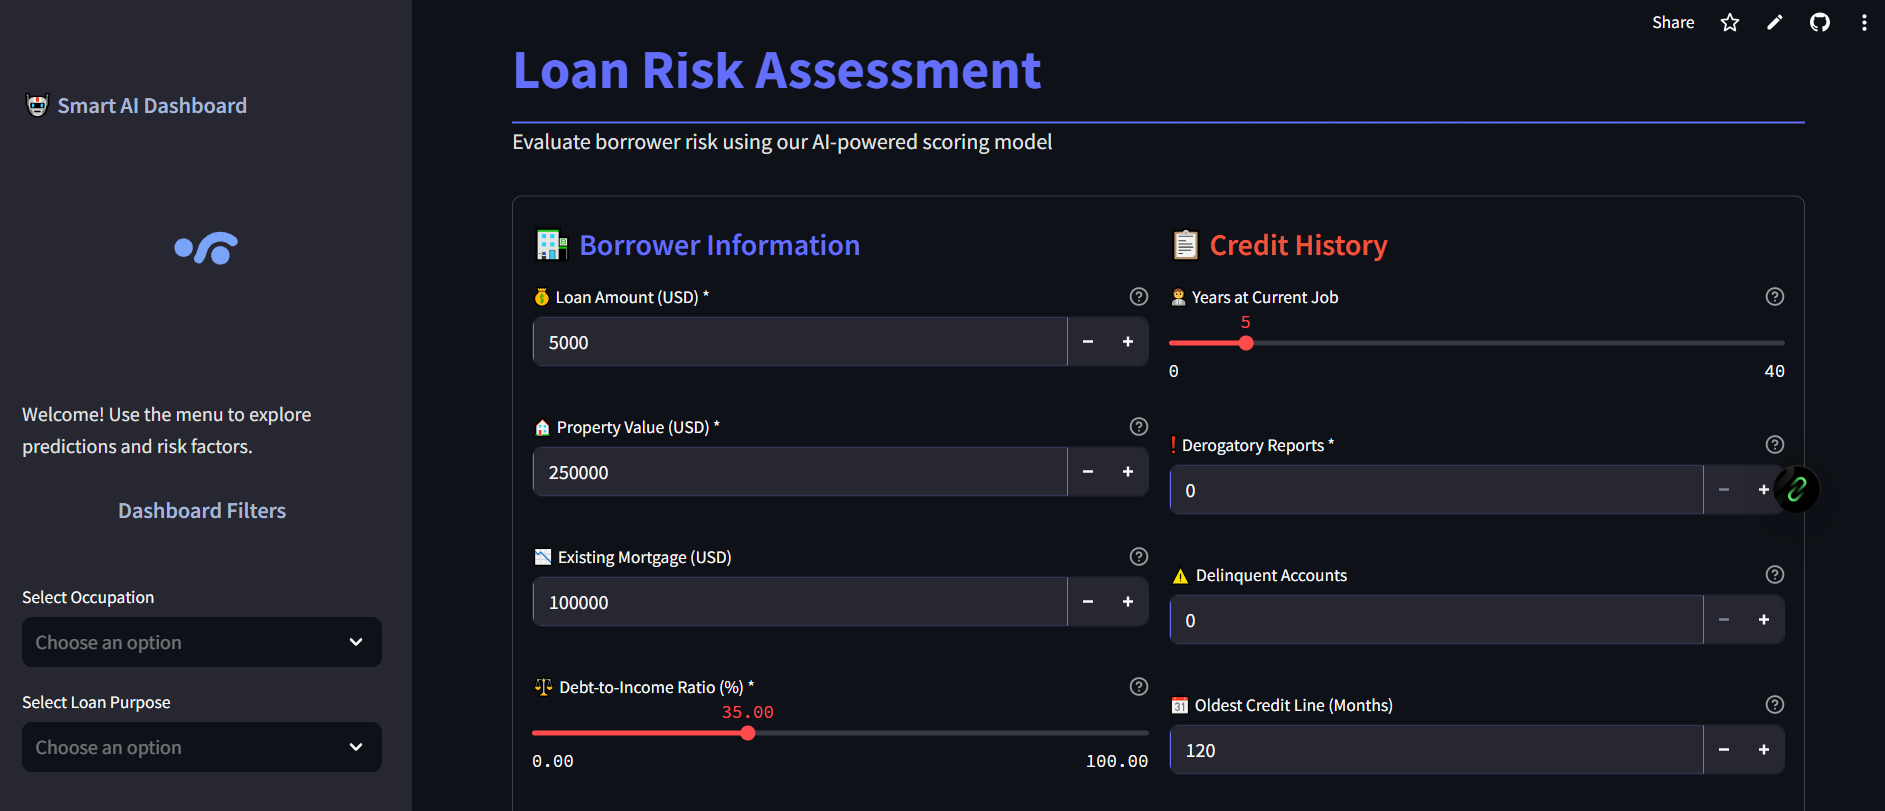 Share
Smart AI Dashboard
Welcome! Use the menu to explore
predictions and risk factors.
Dashboard Filters
Select Occupation
Choose an option
Select Loan Purpose
Choose an option
Loan Risk Assessment
Evaluate borrower risk using our AI-powered scoring model
Borrower Information
Loan Amount (USD) *
5000
Property Value (USD) *
250000
Existing Mortgage (USD)
100000
Debt-to-Income Ratio (%) *
35.00
0.00 100.00
Credit History
Years at Current Job
5
0 40
Derogatory Reports *
0
Delinquent Accounts
0
31 Oldest Credit Line (Months)
120